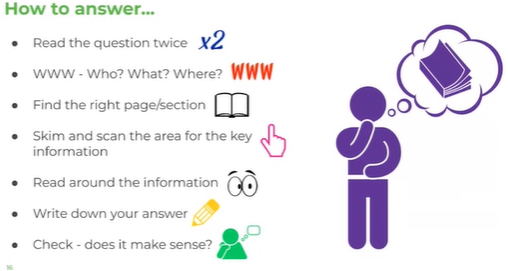 How to answer...
● Read the question twice x2
● WWW - Who? What? Where? WWW
● Find the right page/section
● Skim and scan the area for the key
information
● Read around the information
● Write down your answer
● Check - does it make sense?
16